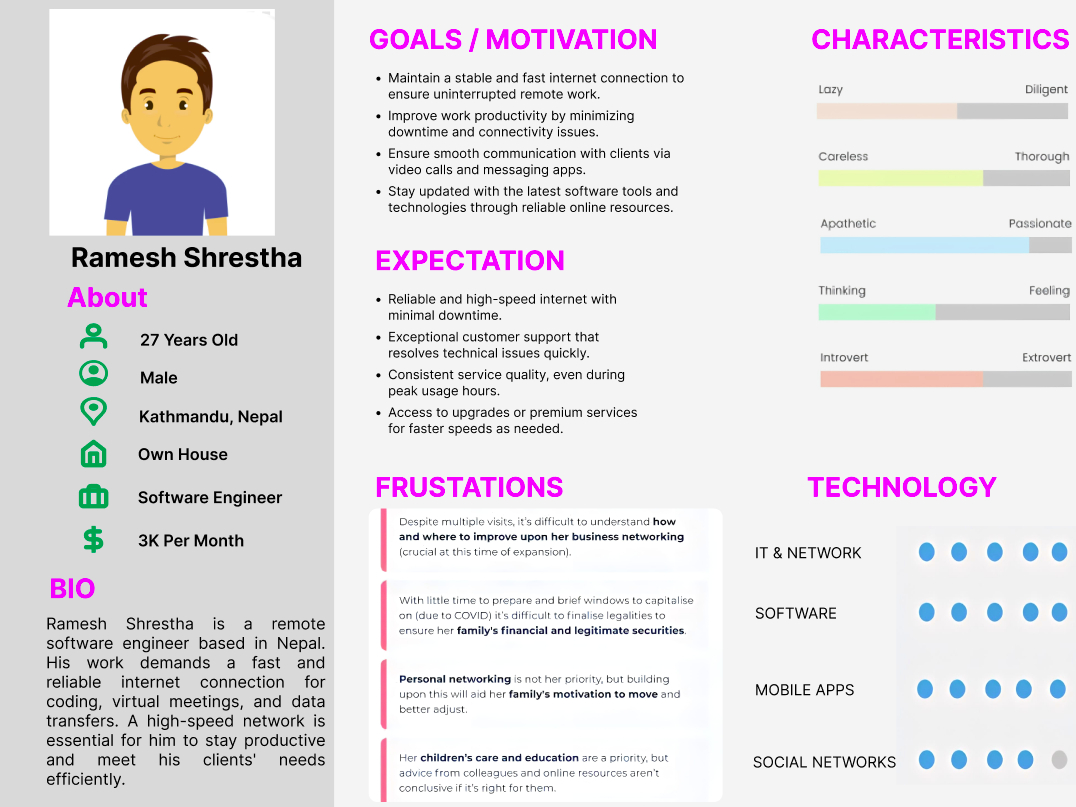 Ramesh Shrestha
About
27 Years Old
Male
Kathmandu, Nepal
Own House
Software Engineer
3K Per Month
BIO
Ramesh Shrestha is a remote
software engineer based in Nepal.
His work demands a fast and
reliable internet connection for
coding, virtual meetings, and data
transfers. A high-speed network is
essential for him to stay productive
and meet his clients' needs
efficiently.
GOALS / MOTIVATION
• Maintain a stable and fast internet connection to
ensure uninterrupted remote work.
• Improve work productivity by minimizing
downtime and connectivity issues.
• Ensure smooth communication with clients via
video calls and messaging apps.
• Stay updated with the latest software tools and
technologies through reliable online resources.
EXPECTATION
• Reliable and high-speed internet with
minimal downtime.
• Exceptional customer support that
resolves technical issues quickly.
• Consistent service quality, even during
peak usage hours.
• Access to upgrades or premium services
for faster speeds as needed.
FRUSTATIONS
Despite multiple visits, it's difficult to understand how
and where to improve upon her business networking
(crucial at this time of expansion).
With little time to prepare and brief windows to capitalise
on (due to COVID) it's difficult to finalise legalities to
ensure her family's financial and legitimate securities.
Personal networking is not her priority, but building
upon this will aid her family's motivation to move and
better adjust.
Her children's care and education are a priority, but
advice from colleagues and online resources aren't
conclusive if it's right for them.
CHARACTERISTICS
Lazy Diligent
Careless Thorough
Apathetic Passionate
Thinking Feeling
Introvert Extrovert
TECHNOLOGY
IT & NETWORK
SOFTWARE
MOBILE APPS
SOCIAL NETWORKS